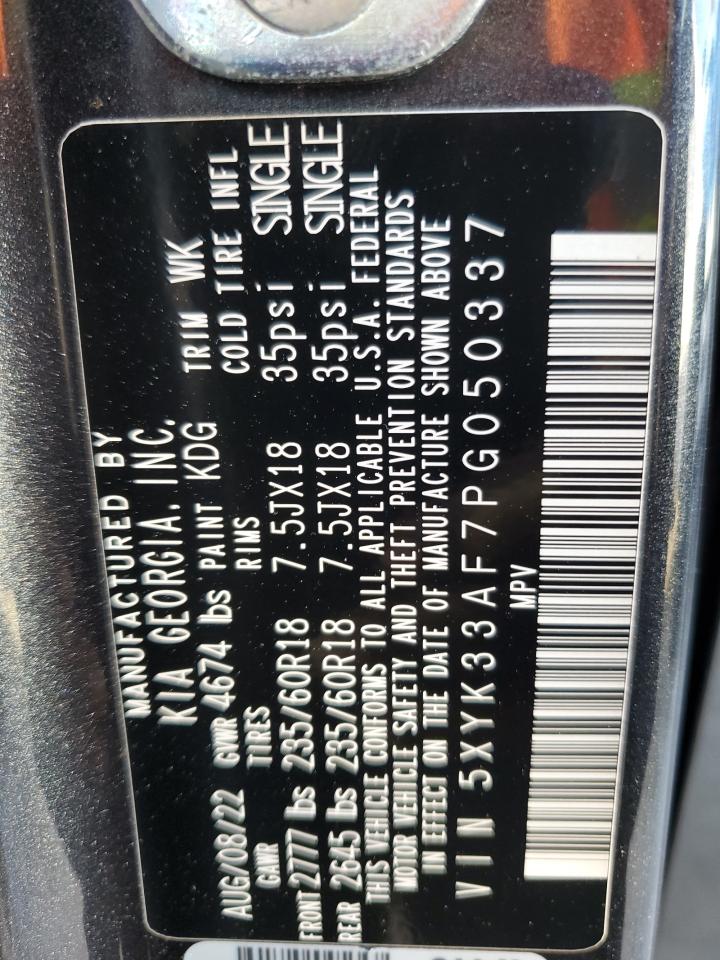 MANUFACTURED BY
KIA GEORGIA, INC.
AUG/08/22 GVWR 4674 lbs PAINT KDG TRIM WK
GAWR TIRES RIMS COLD TIRE INFL
FRONT 2777 lbs 235/60R18 7.5JX18 35psi SINGLE
REAR 2645 lbs 235/60R18 7.5JX18 35psi SINGLE
THIS VEHICLE CONFORMS TO ALL APPLICABLE U.S.A. FEDERAL
MOTOR VEHICLE SAFETY AND THEFT PREVENTION STANDARDS
IN EFFECT ON THE DATE OF MANUFACTURE SHOWN ABOVE
VIN 5XYK33AF7PG050337
MPV